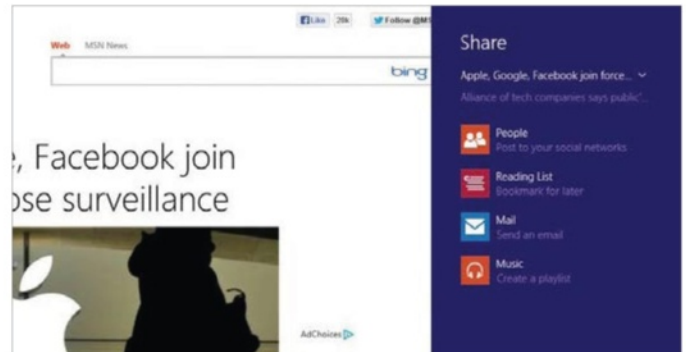 Like 28k Follow @MS
Web MSN News
bing
, Facebook join
ose surveillance
AdChoices
Share
Apple, Google, Facebook join force...
Alliance of tech companies says public'...
People
Post to your social networks
Reading List
Bookmark for later
Mail
Send an email
Music
Create a playlist